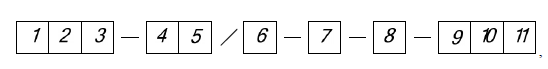 1 2 3 — 4 5 / 6 — 7 — 8 — 9 10 11,